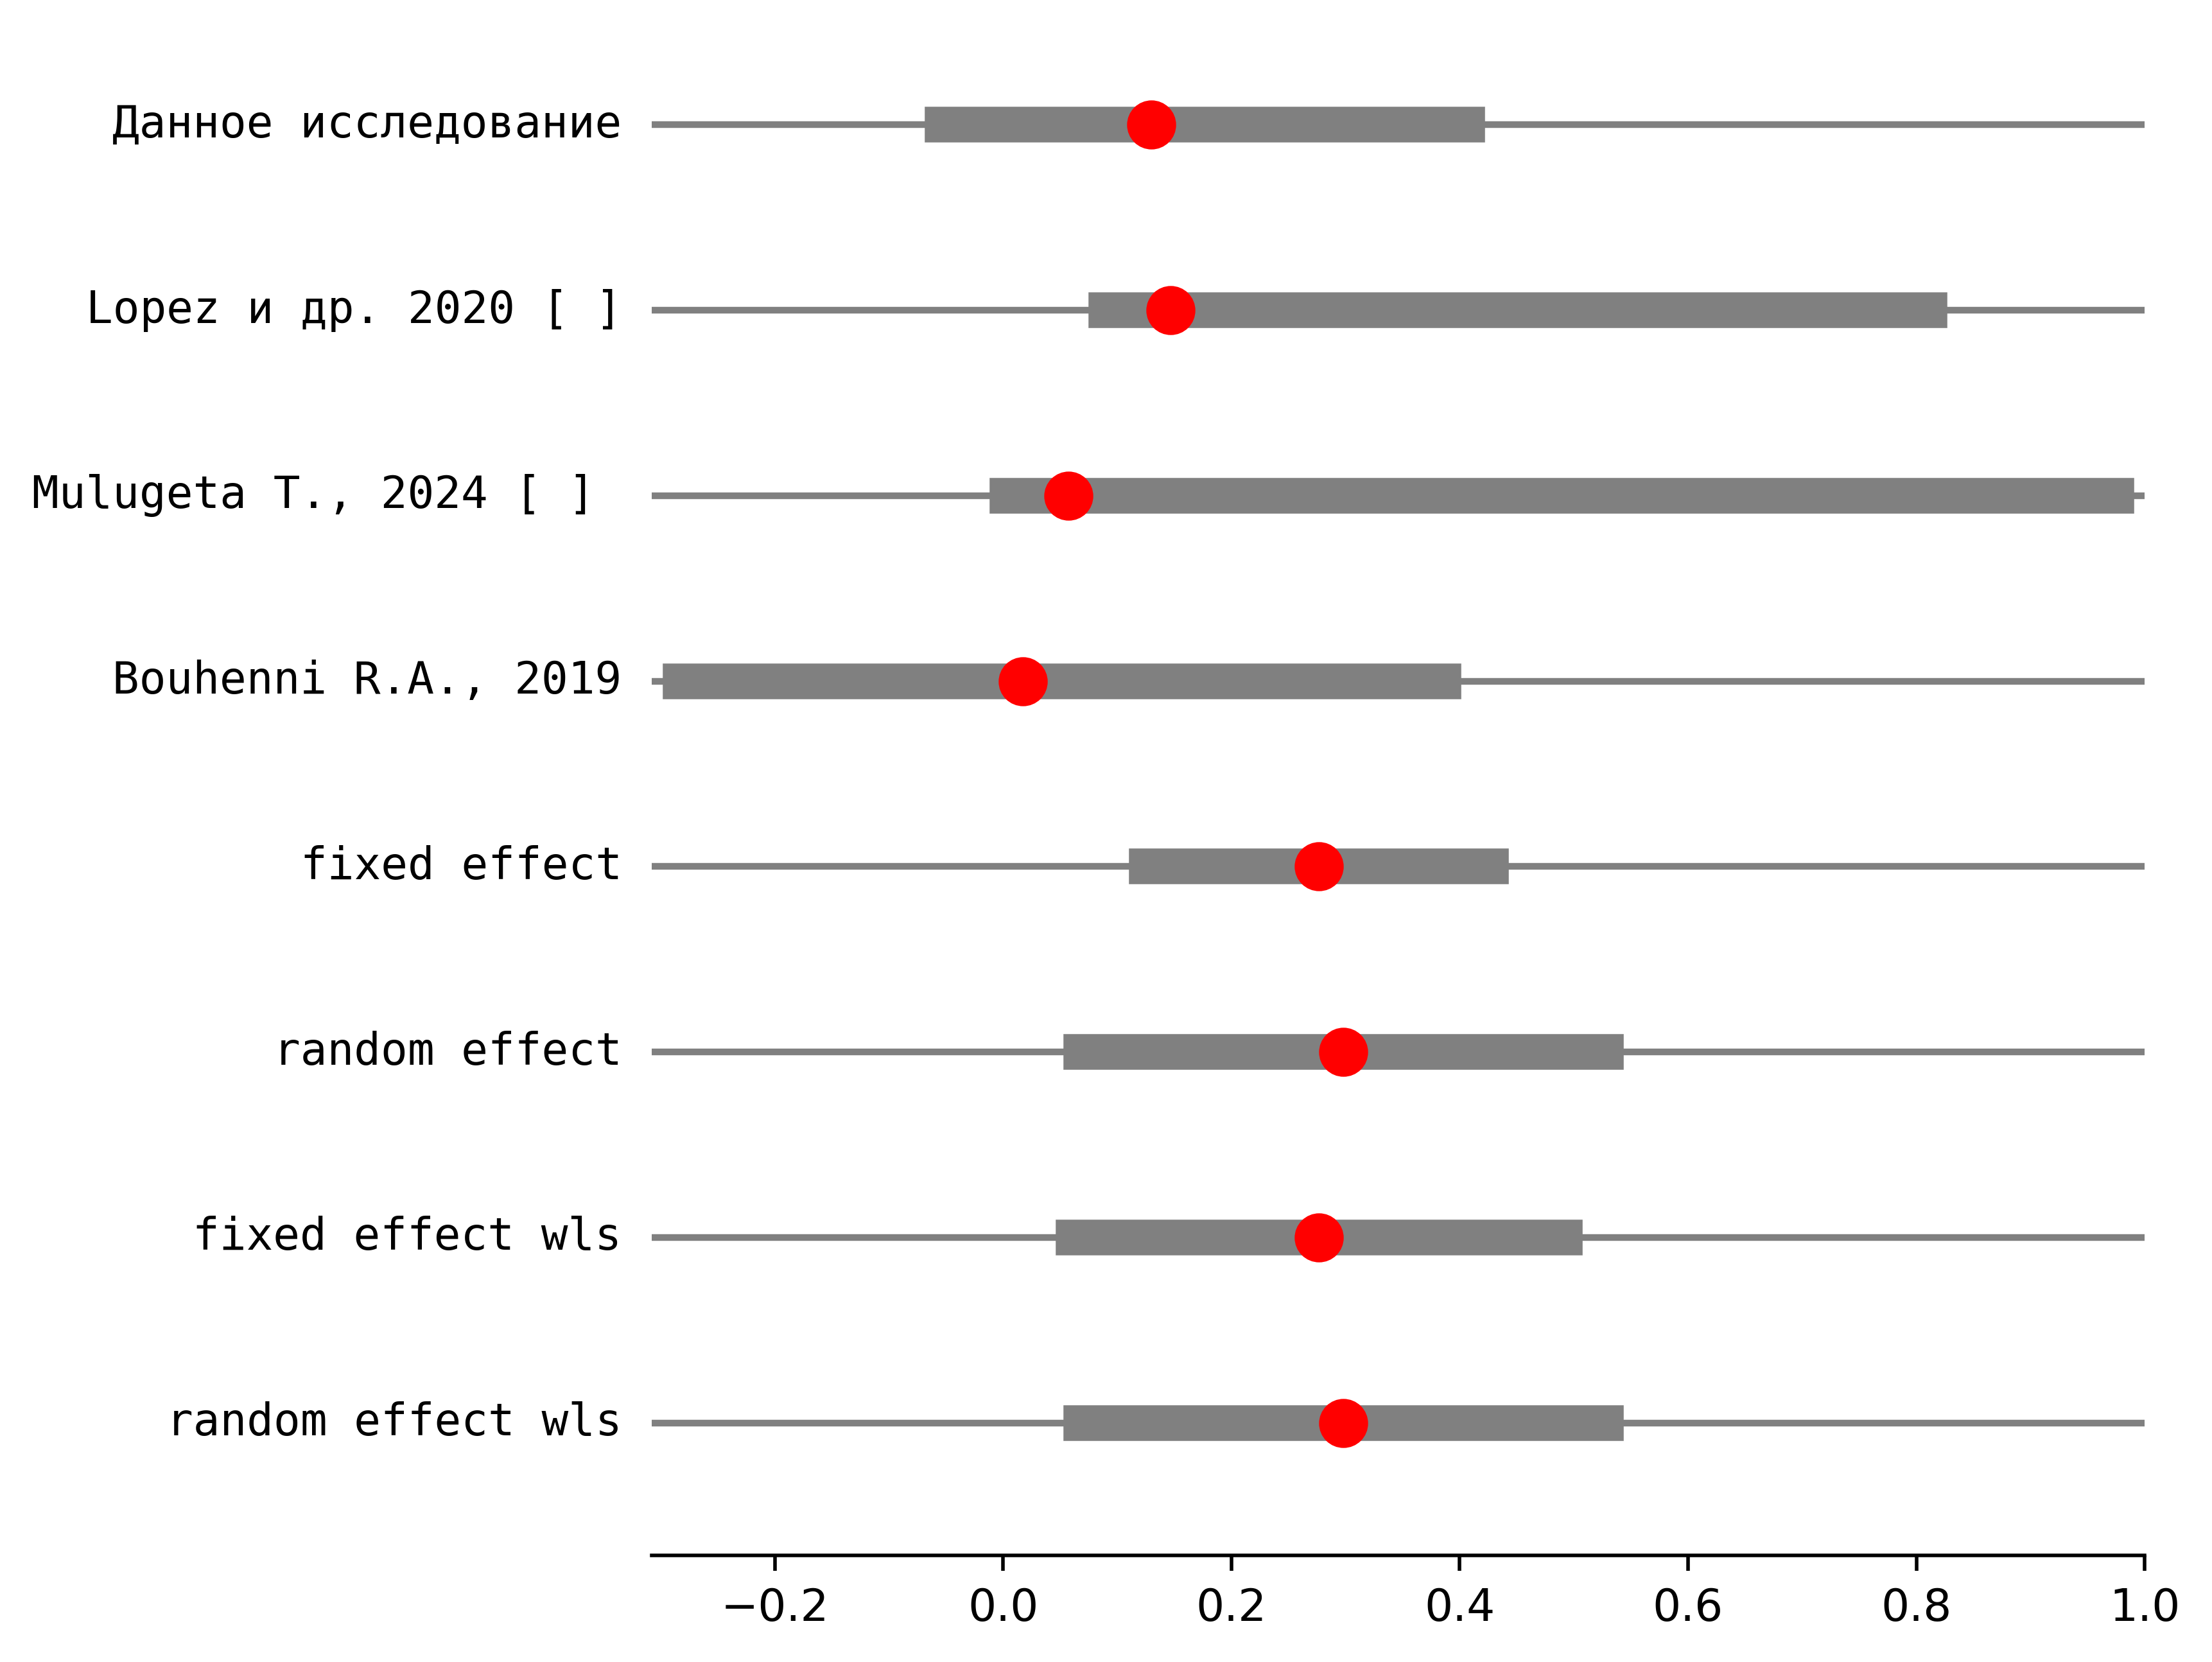 Данное исследование
Lopez и др. 2020 [ ]
Mulugeta T., 2024 [ ]
Bouhenni R.A., 2019
fixed effect
random effect
fixed effect wls
random effect wls
−0.2 0.0 0.2 0.4 0.6 0.8 1.0